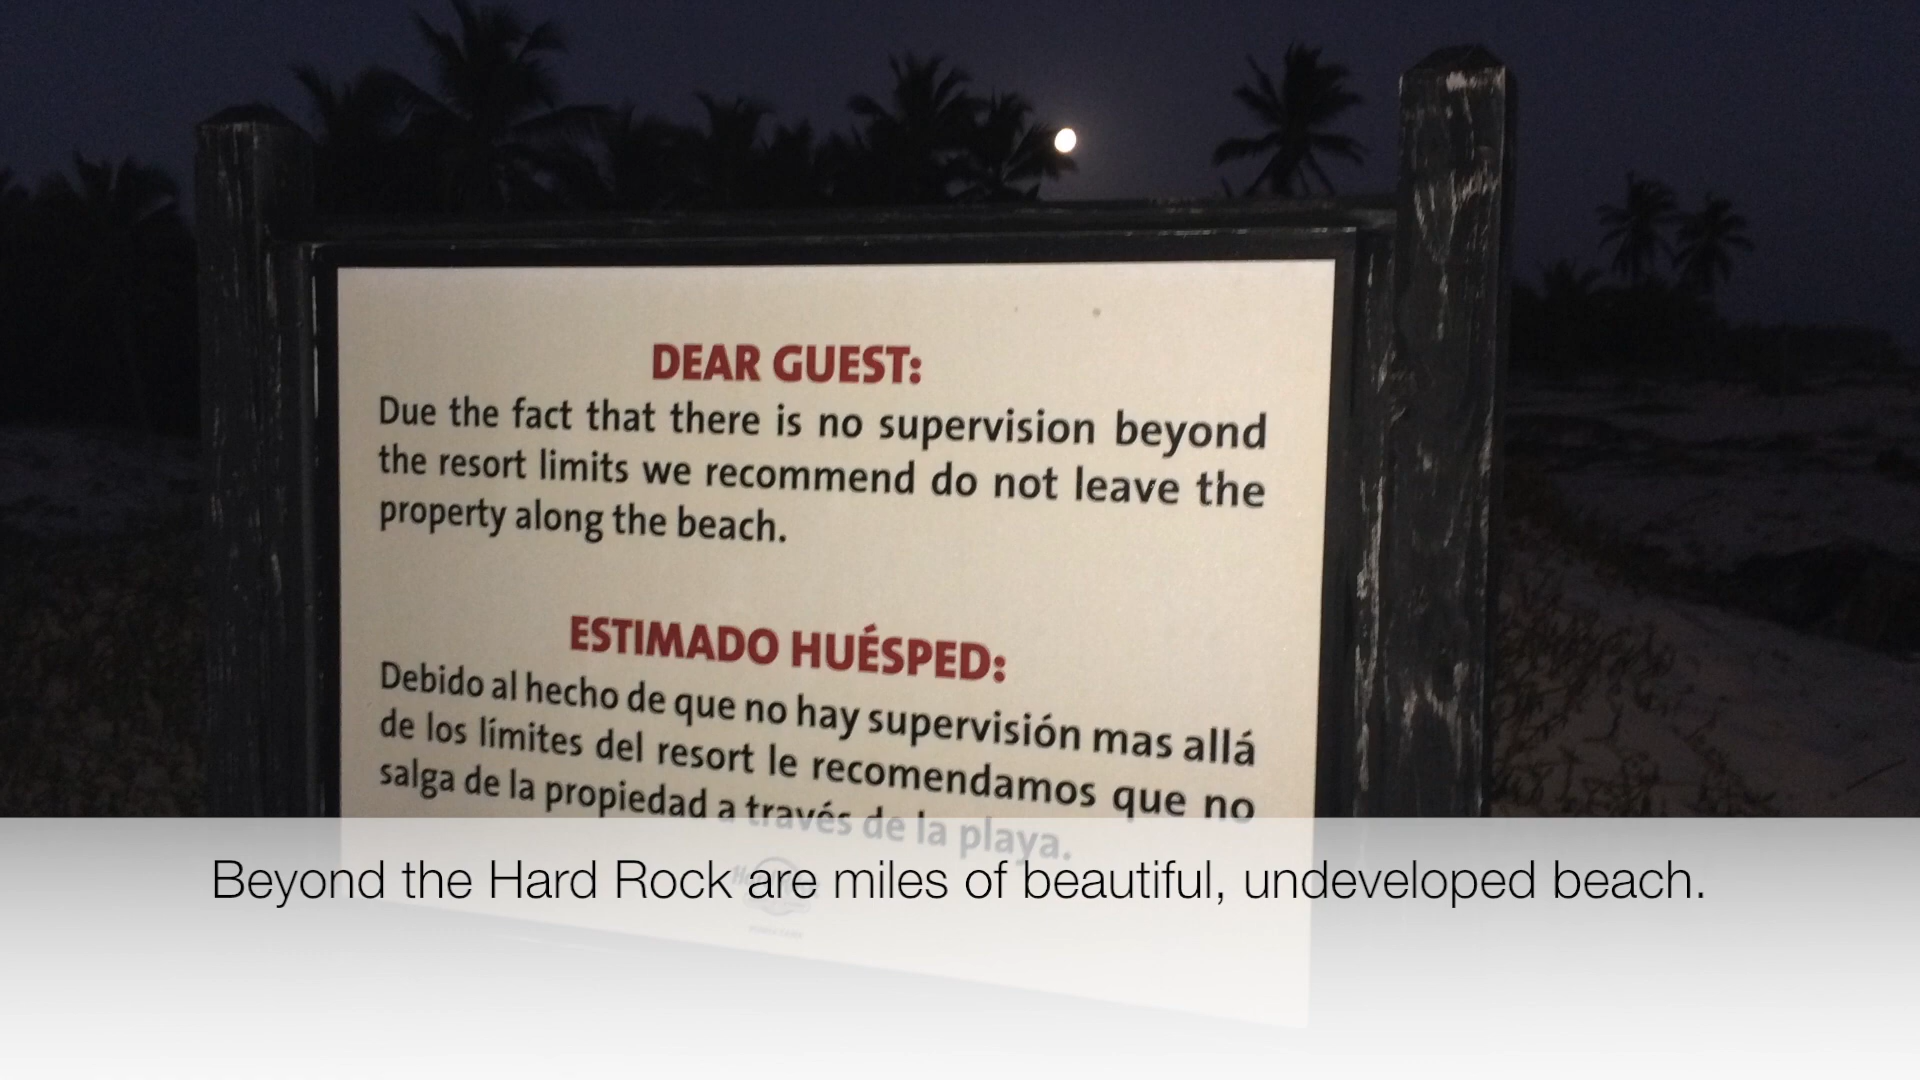 DEAR GUEST:
Due the fact that there is no supervision beyond
the resort limits we recommend do not leave the
property along the beach.
ESTIMADO HUÉSPED:
Debido al hecho de que no hay supervisión mas allá
de los límites del resort le recomendamos que no
salga de la propiedad a través de la playa.
Beyond the Hard Rock are miles of beautiful, undeveloped beach.